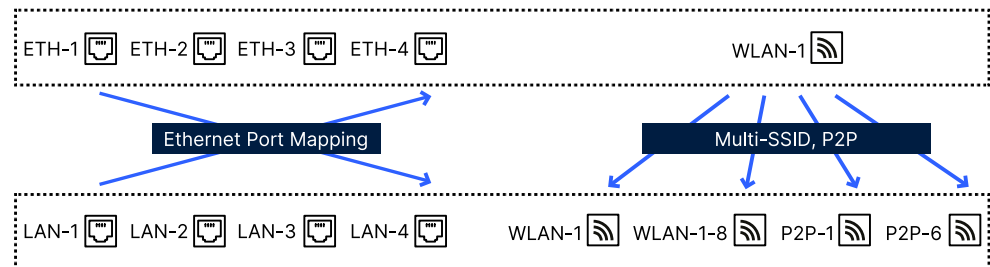 ETH-1 ETH-2 ETH-3 ETH-4 WLAN-1
Ethernet Port Mapping Multi-SSID, P2P
LAN-1 LAN-2 LAN-3 LAN-4 WLAN-1 WLAN-1-8 P2P-1 P2P-6